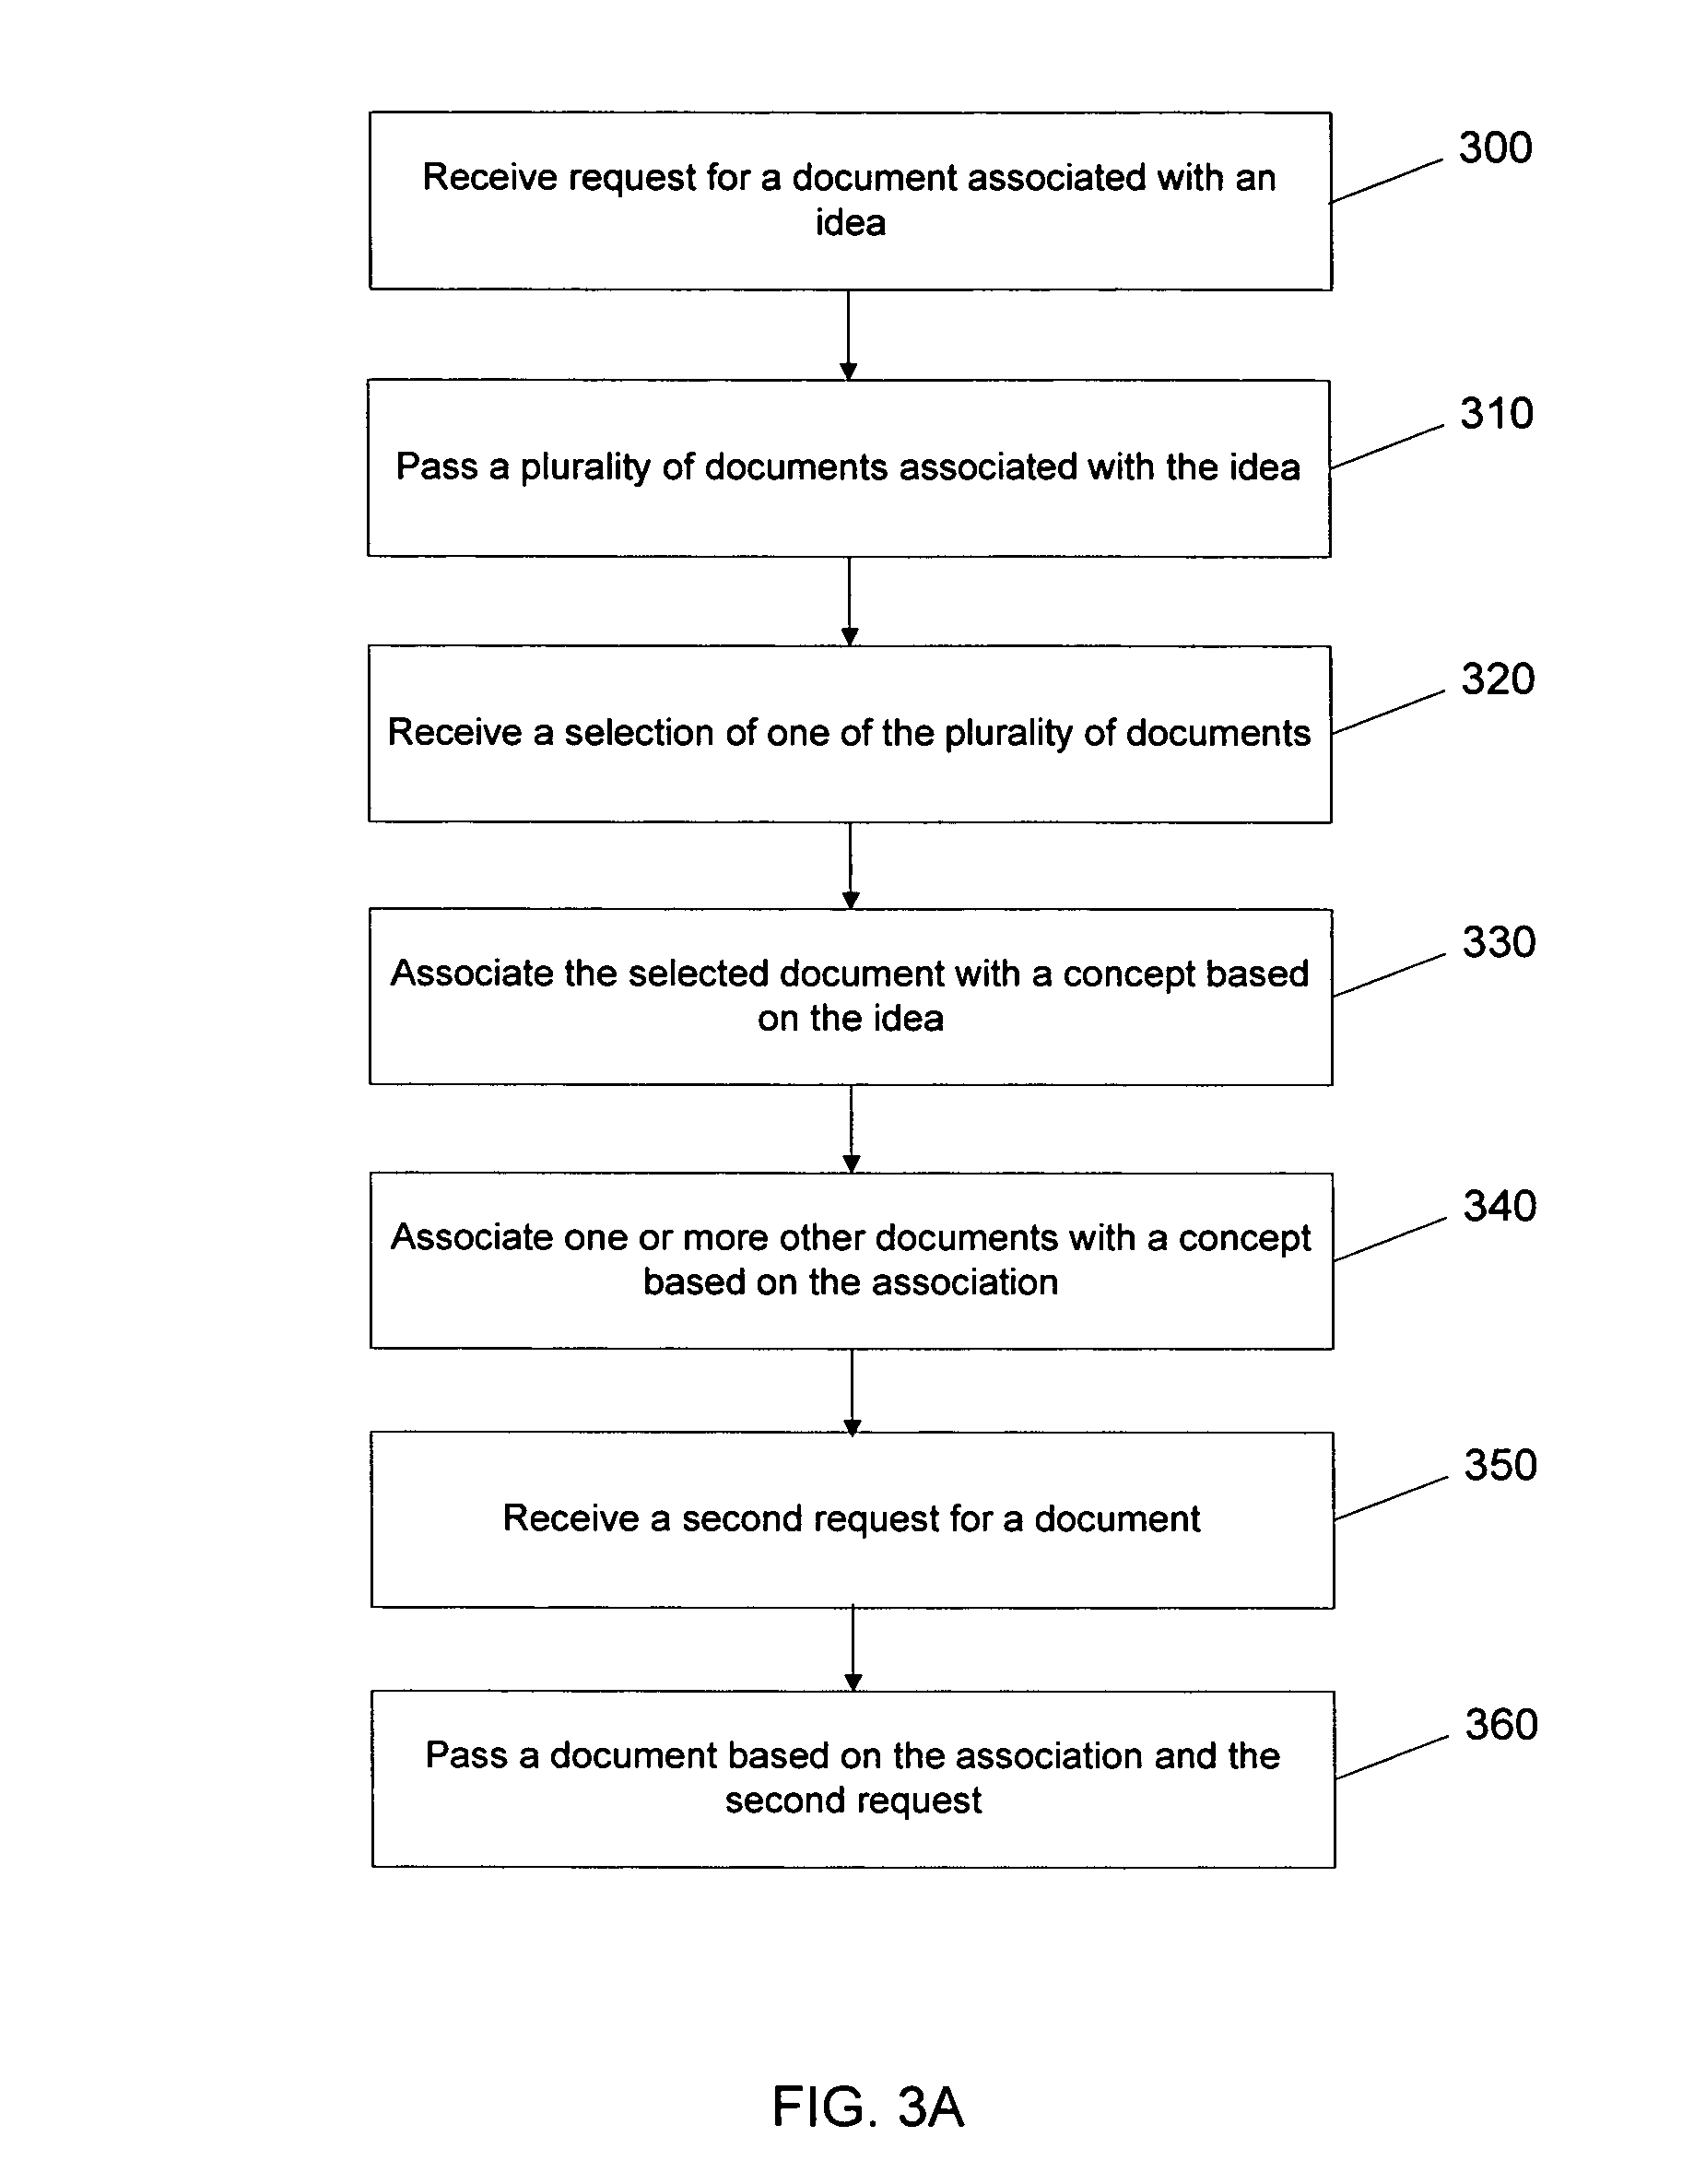 Receive request for a document associated with an
idea
300
Pass a plurality of documents associated with the idea
310
Receive a selection of one of the plurality of documents
320
Associate the selected document with a concept based
on the idea
330
Associate one or more other documents with a concept
based on the association
340
Receive a second request for a document
350
Pass a document based on the association and the
second request
360
FIG. 3A